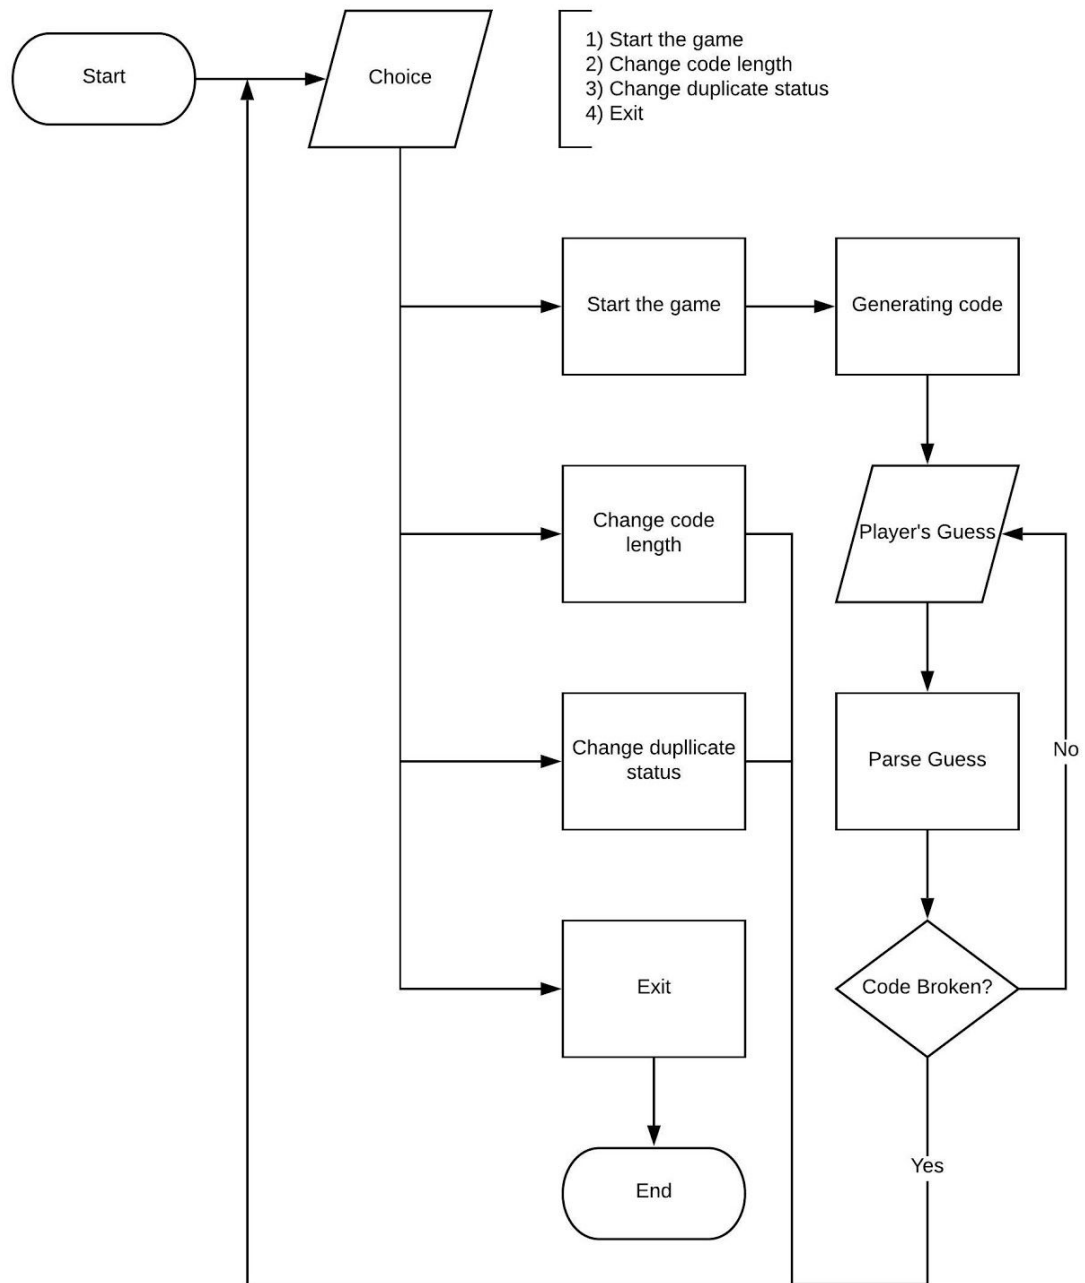 Start
Choice
1) Start the game
2) Change code length
3) Change duplicate status
4) Exit
Start the game
Generating code
Change code
length
Player's Guess
Change dupllicate
status
Parse Guess
No
Exit
Code Broken?
Yes
End